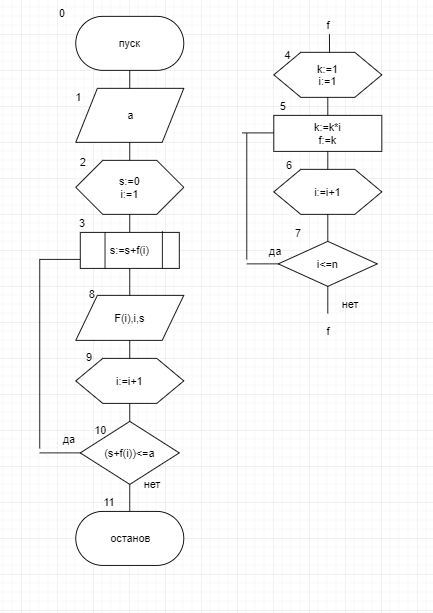 0
пуск
1
a
2
s:=0
i:=1
3
s:=s+f(i)
8
F(i),i,s
9
i:=i+1
10
да
(s+f(i))<=a
нет
11
останов
f
4
k:=1
i:=1
5
k:=k*i
f:=k
6
i:=i+1
7
да
i<=n
нет
f